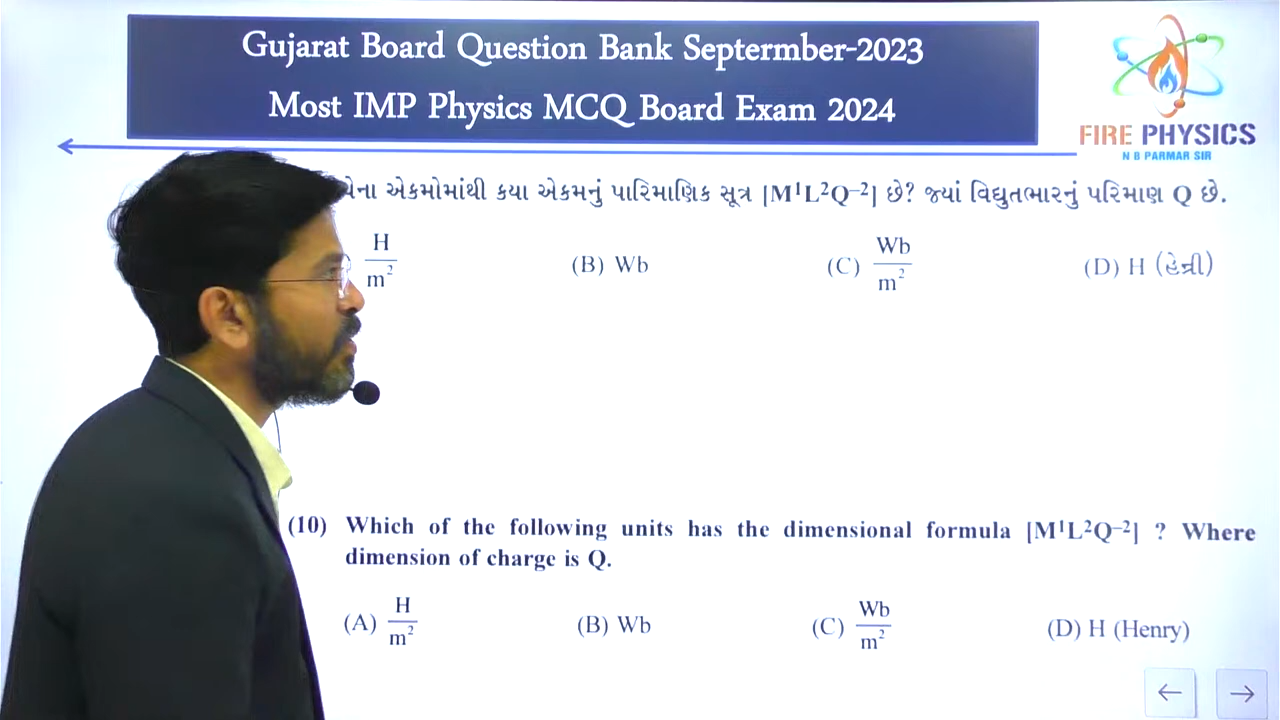 Gujarat Board Question Bank Septermber-2023
Most IMP Physics MCQ Board Exam 2024
FIRE PHYSICS
N B PARMAR SIR
એકમોમાંથી કયા એકમનું પારિમાણિક સૂત્ર [M¹L²Q⁻²] છે? જ્યાં વિદ્યુતભારનું પરિમાણ Q છે.
H/m² (B) Wb (C) Wb/m² (D) H (હેન્રી)
(10) Which of the following units has the dimensional formula [M¹L²Q⁻²] ? Where
dimension of charge is Q.
(A) H/m² (B) Wb (C) Wb/m² (D) H (Henry)